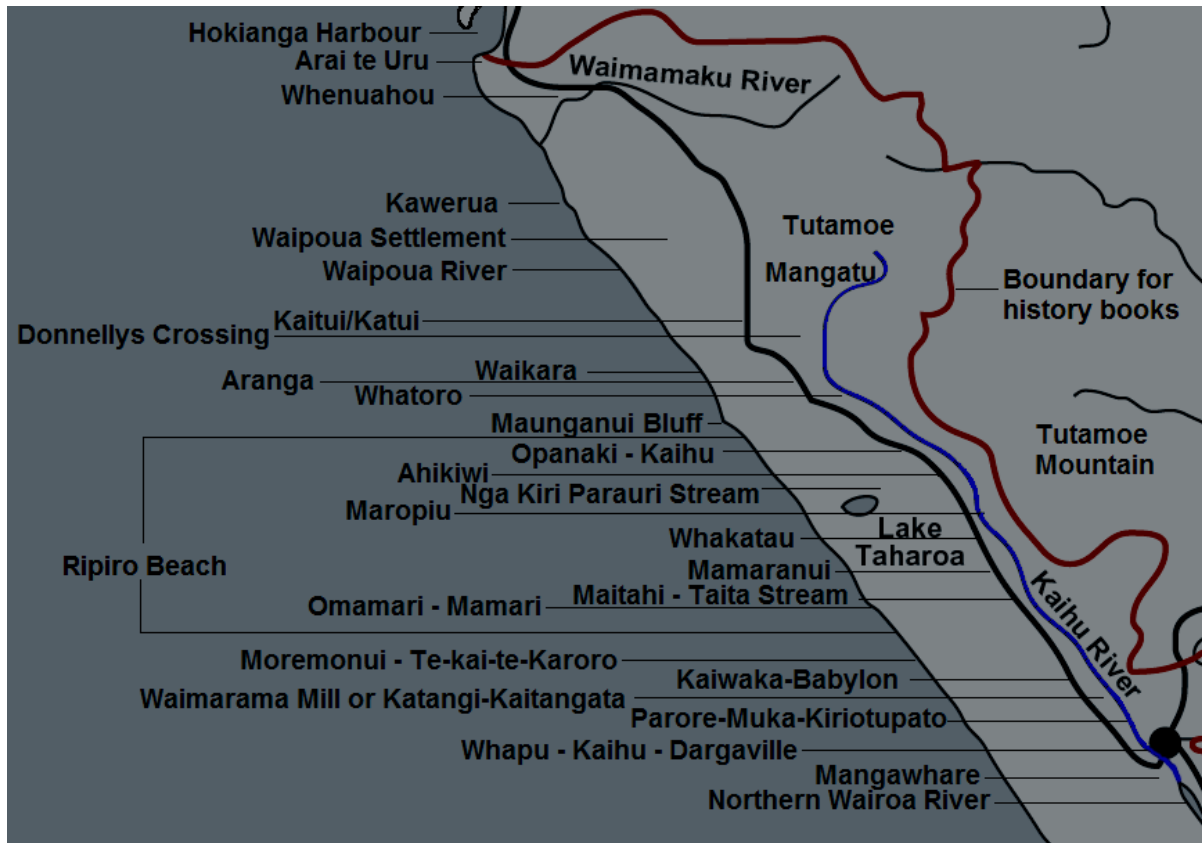 Hokianga Harbour
Arai te Uru
Whenuahou
Waimamaku River
Kawerua
Waipoua Settlement
Waipoua River
Tutamoe
Mangatu
Boundary for
history books
Kaitui/Katui
Donnellys Crossing
Waikara
Aranga
Whatoro
Maunganui Bluff
Opanaki - Kaihu
Tutamoe
Mountain
Ahikiwi
Nga Kiri Parauri Stream
Maropiu
Lake
Taharoa
Whakatau
Ripiro Beach
Mamaranui
Maitahi - Taita Stream
Omamari - Mamari
Kaihu River
Moremonui - Te-kai-te-Karoro
Kaiwaka-Babylon
Waimarama Mill or Katangi-Kaitangata
Parore-Muka-Kiriotupato
Whapu - Kaihu - Dargaville
Mangawhare
Northern Wairoa River